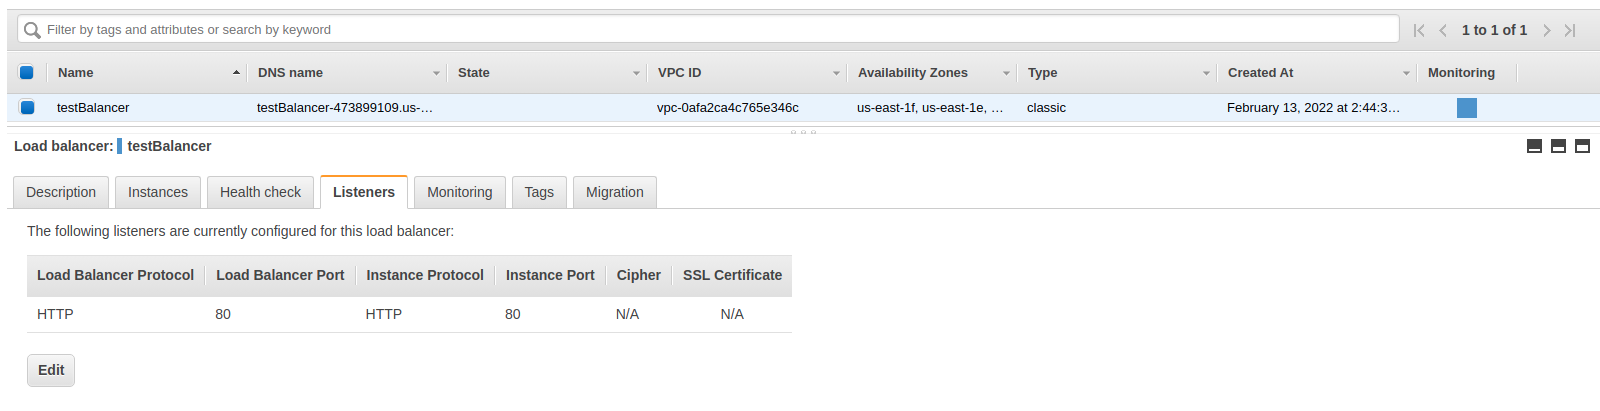 Filter by tags and attributes or search by keyword
1 to 1 of 1
Name DNS name State VPC ID Availability Zones Type Created At Monitoring
testBalancer testBalancer-473899109.us-… vpc-0afa2ca4c765e346c us-east-1f, us-east-1e, … classic February 13, 2022 at 2:44:3…
Load balancer: testBalancer
Description Instances Health check Listeners Monitoring Tags Migration
The following listeners are currently configured for this load balancer:
Load Balancer Protocol Load Balancer Port Instance Protocol Instance Port Cipher SSL Certificate
HTTP 80 HTTP 80 N/A N/A
Edit